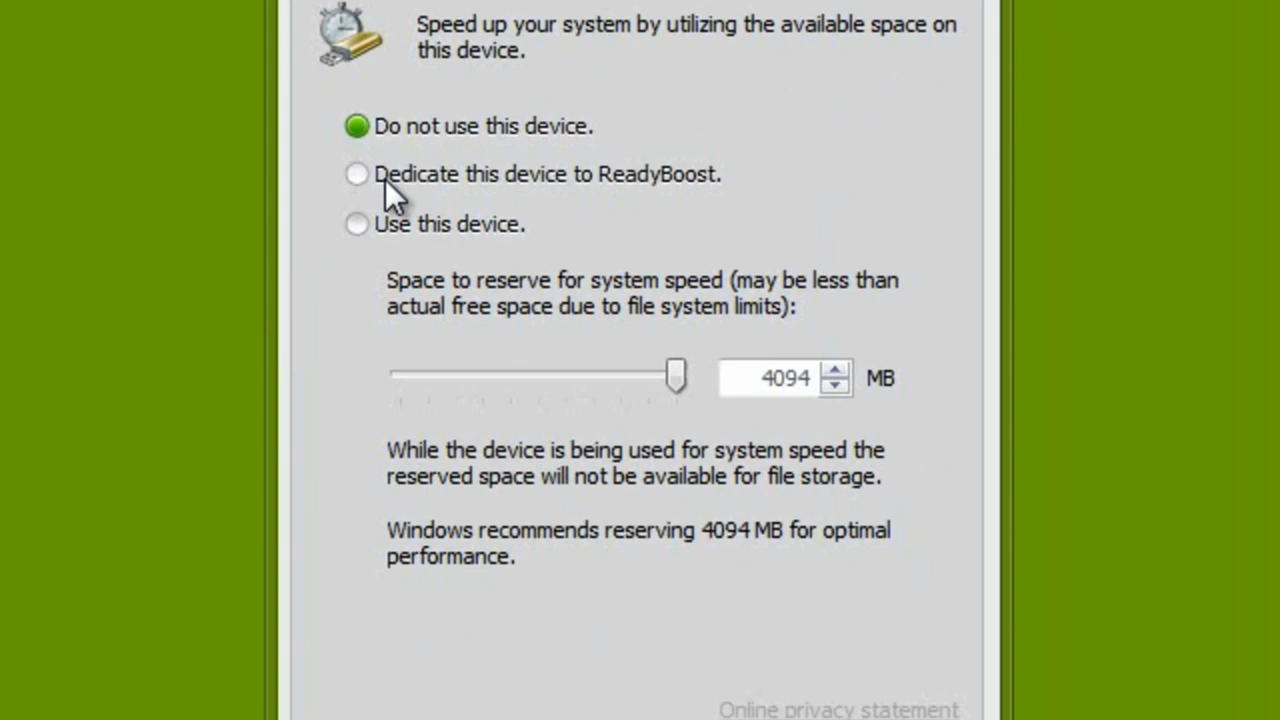 Speed up your system by utilizing the available space on
this device.
Do not use this device.
Dedicate this device to ReadyBoost.
Use this device.
Space to reserve for system speed (may be less than
actual free space due to file system limits):
4094 MB
While the device is being used for system speed the
reserved space will not be available for file storage.
Windows recommends reserving 4094 MB for optimal
performance.
Online privacy statement